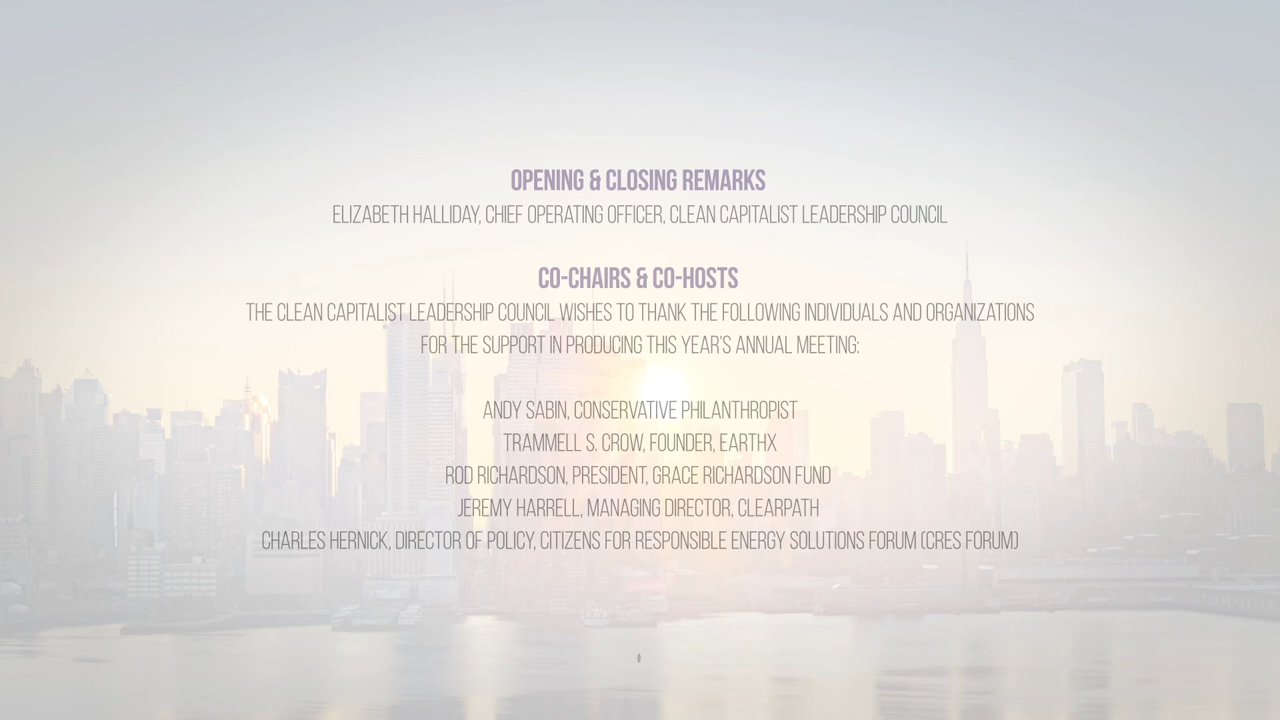 OPENING & CLOSING REMARKS
ELIZABETH HALLIDAY, CHIEF OPERATING OFFICER, CLEAN CAPITALIST LEADERSHIP COUNCIL
CO-CHAIRS & CO-HOSTS
THE CLEAN CAPITALIST LEADERSHIP COUNCIL WISHES TO THANK THE FOLLOWING INDIVIDUALS AND ORGANIZATIONS
FOR THE SUPPORT IN PRODUCING THIS YEAR'S ANNUAL MEETING:
ANDY SABIN, CONSERVATIVE PHILANTHROPIST
TRAMMELL S. CROW, FOUNDER, EARTHX
ROD RICHARDSON, PRESIDENT, GRACE RICHARDSON FUND
JEREMY HARRELL, MANAGING DIRECTOR, CLEARPATH
CHARLES HERNICK, DIRECTOR OF POLICY, CITIZENS FOR RESPONSIBLE ENERGY SOLUTIONS FORUM (CRES FORUM)